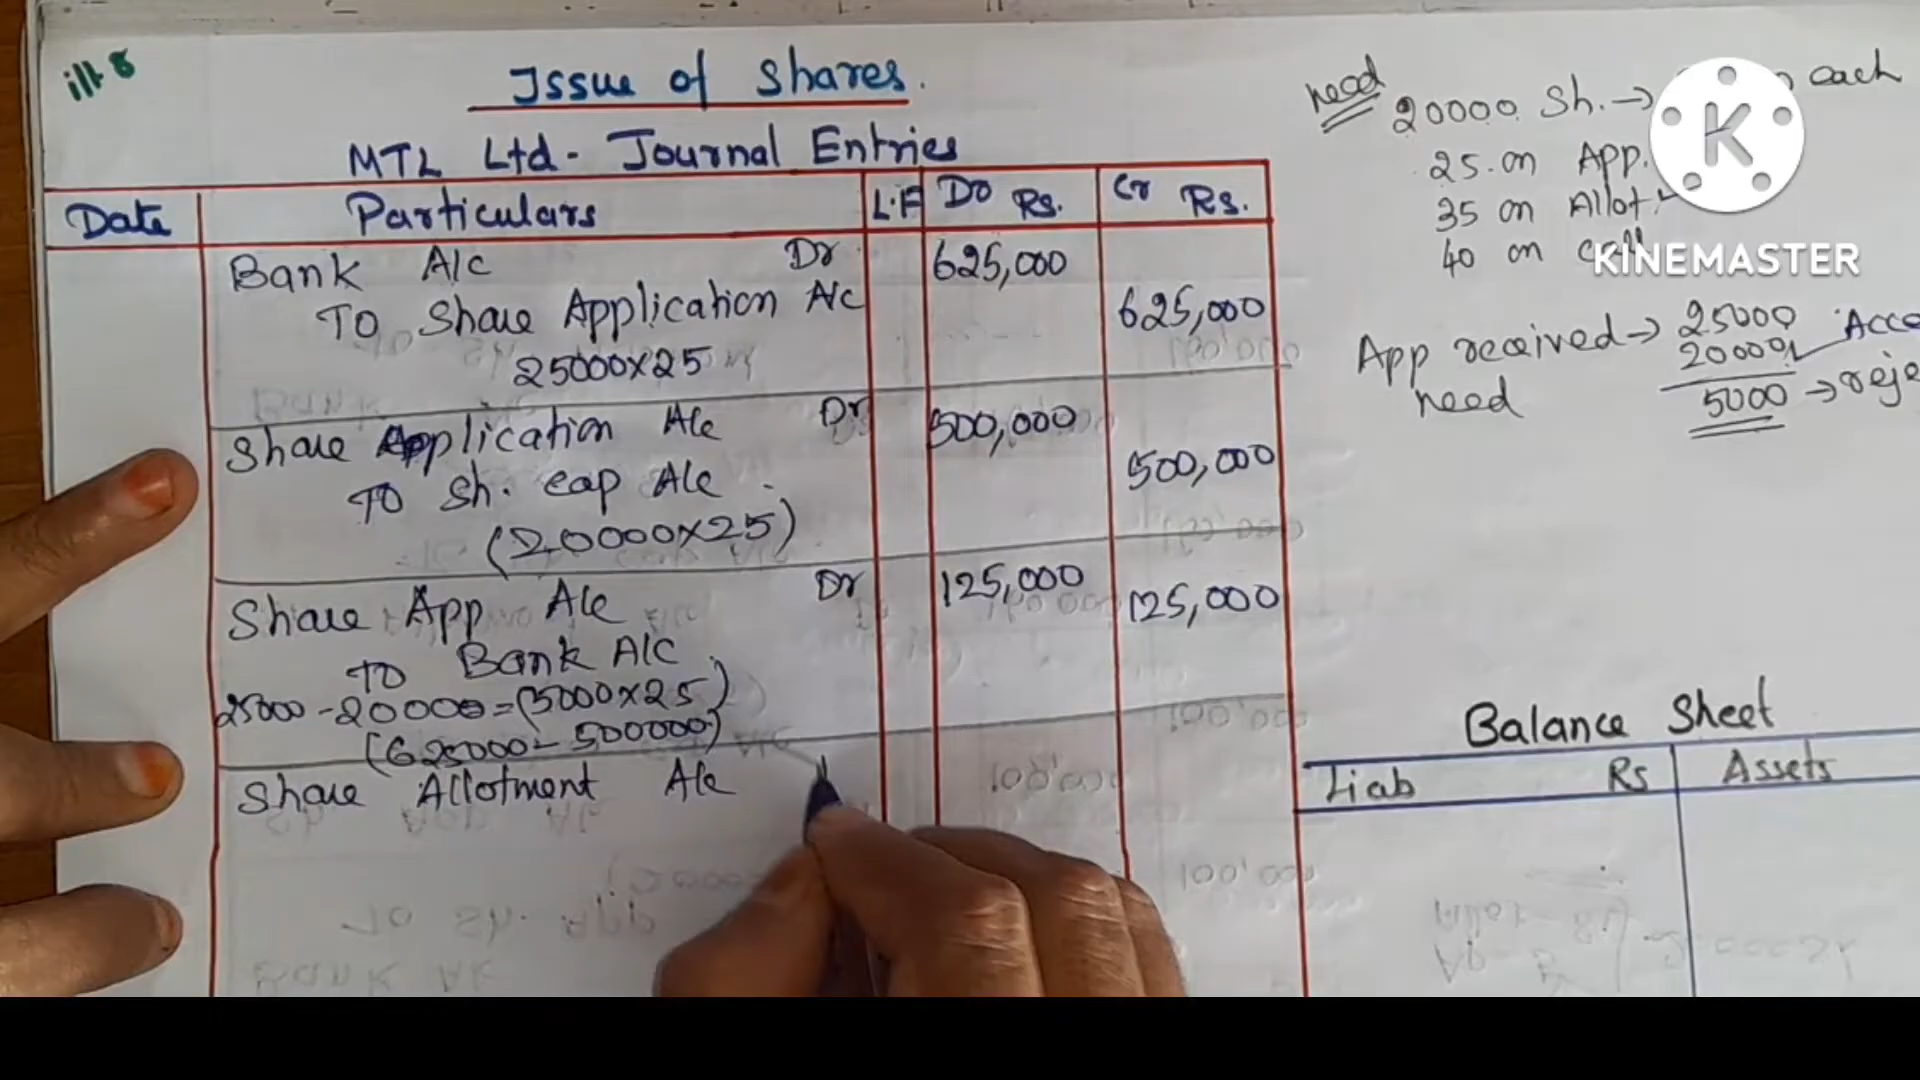 ill 8
Issue of Shares.
MTL Ltd - Journal Entries
Date Particulars L.F Dr Rs. Cr Rs.
Bank A/c Dr 625,000
TO Share Application A/c 625,000
25000x25
Share Application A/c Dr 500,000
TO Sh. cap A/c 500,000
(20000x25)
Share App A/c Dr 125,000
TO Bank A/C 125,000
25000-20000=(5000x25)
(625000-500000)
Share Allotment A/c
need
20000 Sh.→ each
25 on App.
35 on Allot.
40 on
KINEMASTER
App received→ 25000
need 20000
5000 →
Balance Sheet
Liab Rs Assets